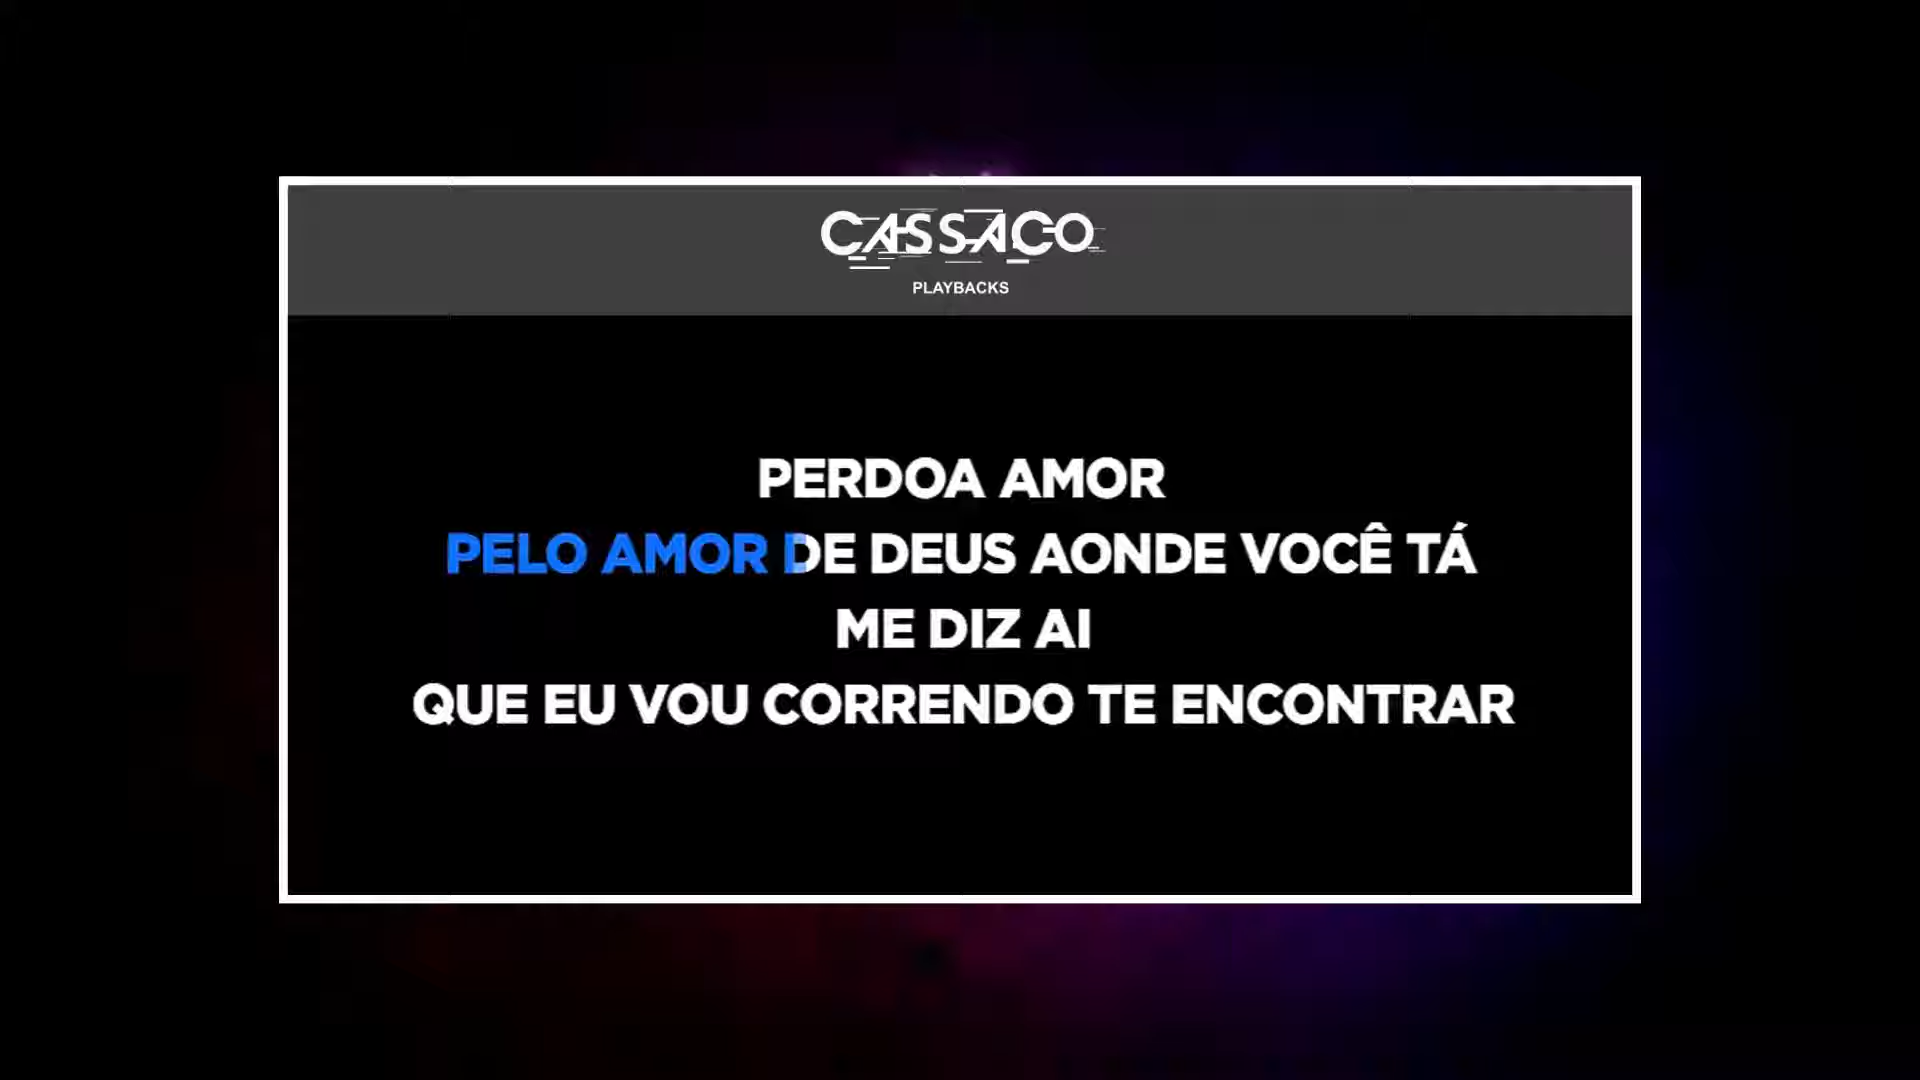 CASSACO
PLAYBACKS
PERDOA AMOR
PELO AMOR DE DEUS AONDE VOCÊ TÁ
ME DIZ AI
QUE EU VOU CORRENDO TE ENCONTRAR